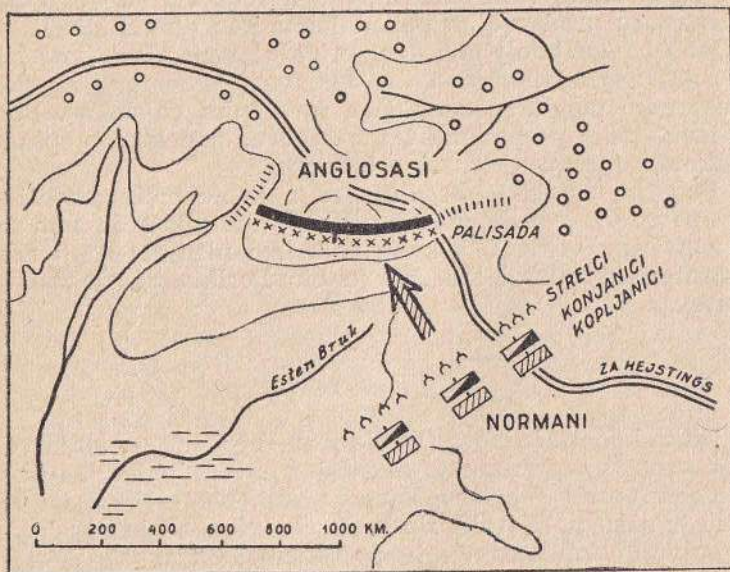 ANGLOSASI
PALISADA
STRELCI
KONJANICI
KOPLJANICI
Esten Bruk
ZA HEJSTINGS
NORMANI
0 200 400 600 800 1000 KM.